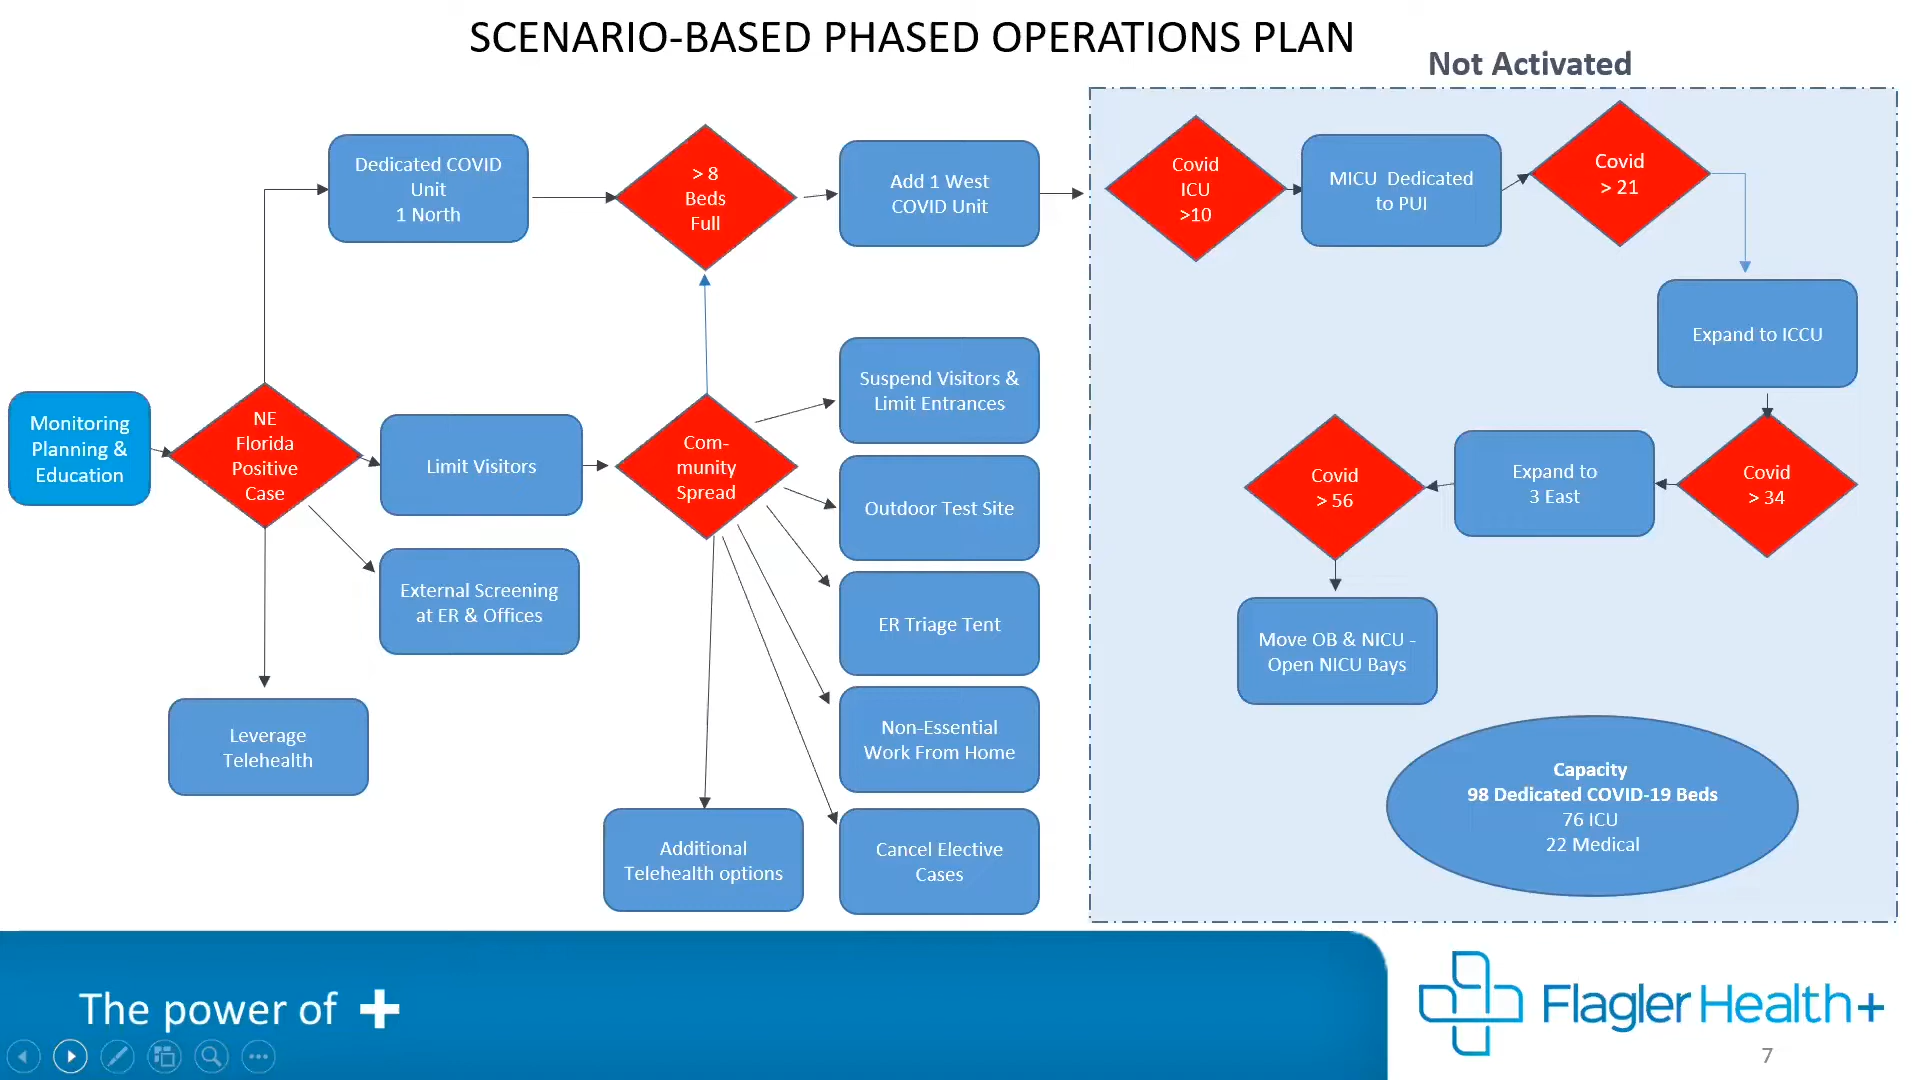 SCENARIO-BASED PHASED OPERATIONS PLAN
Not Activated
Dedicated COVID
Unit
1 North
> 8
Beds
Full
Add 1 West
COVID Unit
Covid
ICU
>10
MICU Dedicated
to PUI
Covid
> 21
Expand to ICCU
Monitoring
Planning &
Education
NE
Florida
Positive
Case
Limit Visitors
Com-
munity
Spread
Suspend Visitors &
Limit Entrances
Outdoor Test Site
ER Triage Tent
Non-Essential
Work From Home
Cancel Elective
Cases
Additional
Telehealth options
External Screening
at ER & Offices
Leverage
Telehealth
Covid
> 34
Expand to
3 East
Covid
> 56
Move OB & NICU -
Open NICU Bays
Capacity
98 Dedicated COVID-19 Beds
76 ICU
22 Medical
The power of +
Flagler Health+
7